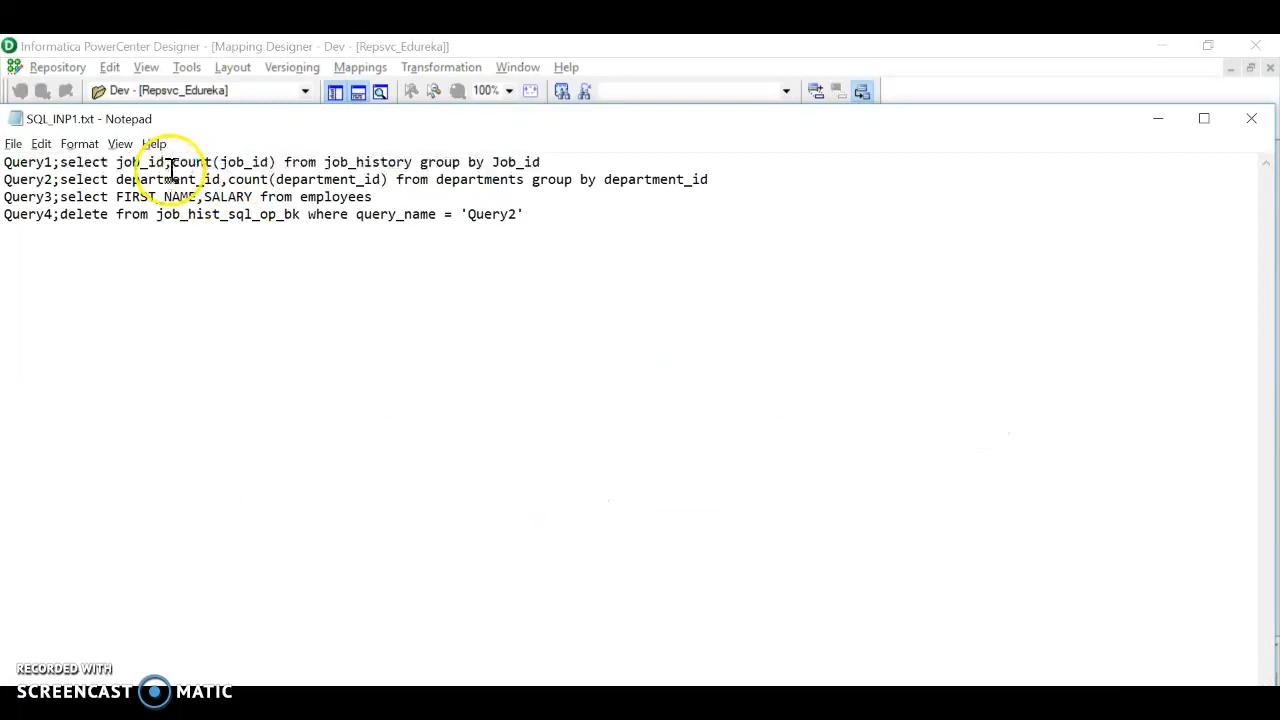 Informatica PowerCenter Designer - [Mapping Designer - Dev - [Repsvc_Edureka]]
Repository Edit View Tools Layout Versioning Mappings Transformation Window Help
Dev - [Repsvc_Edureka] 100%
SQL_INP1.txt - Notepad
File Edit Format View Help
Query1;select job_id,count(job_id) from job_history group by Job_id
Query2;select department_id,count(department_id) from departments group by department_id
Query3;select FIRST_NAME,SALARY from employees
Query4;delete from job_hist_sql_op_bk where query_name = 'Query2'
RECORDED WITH
SCREENCAST MATIC